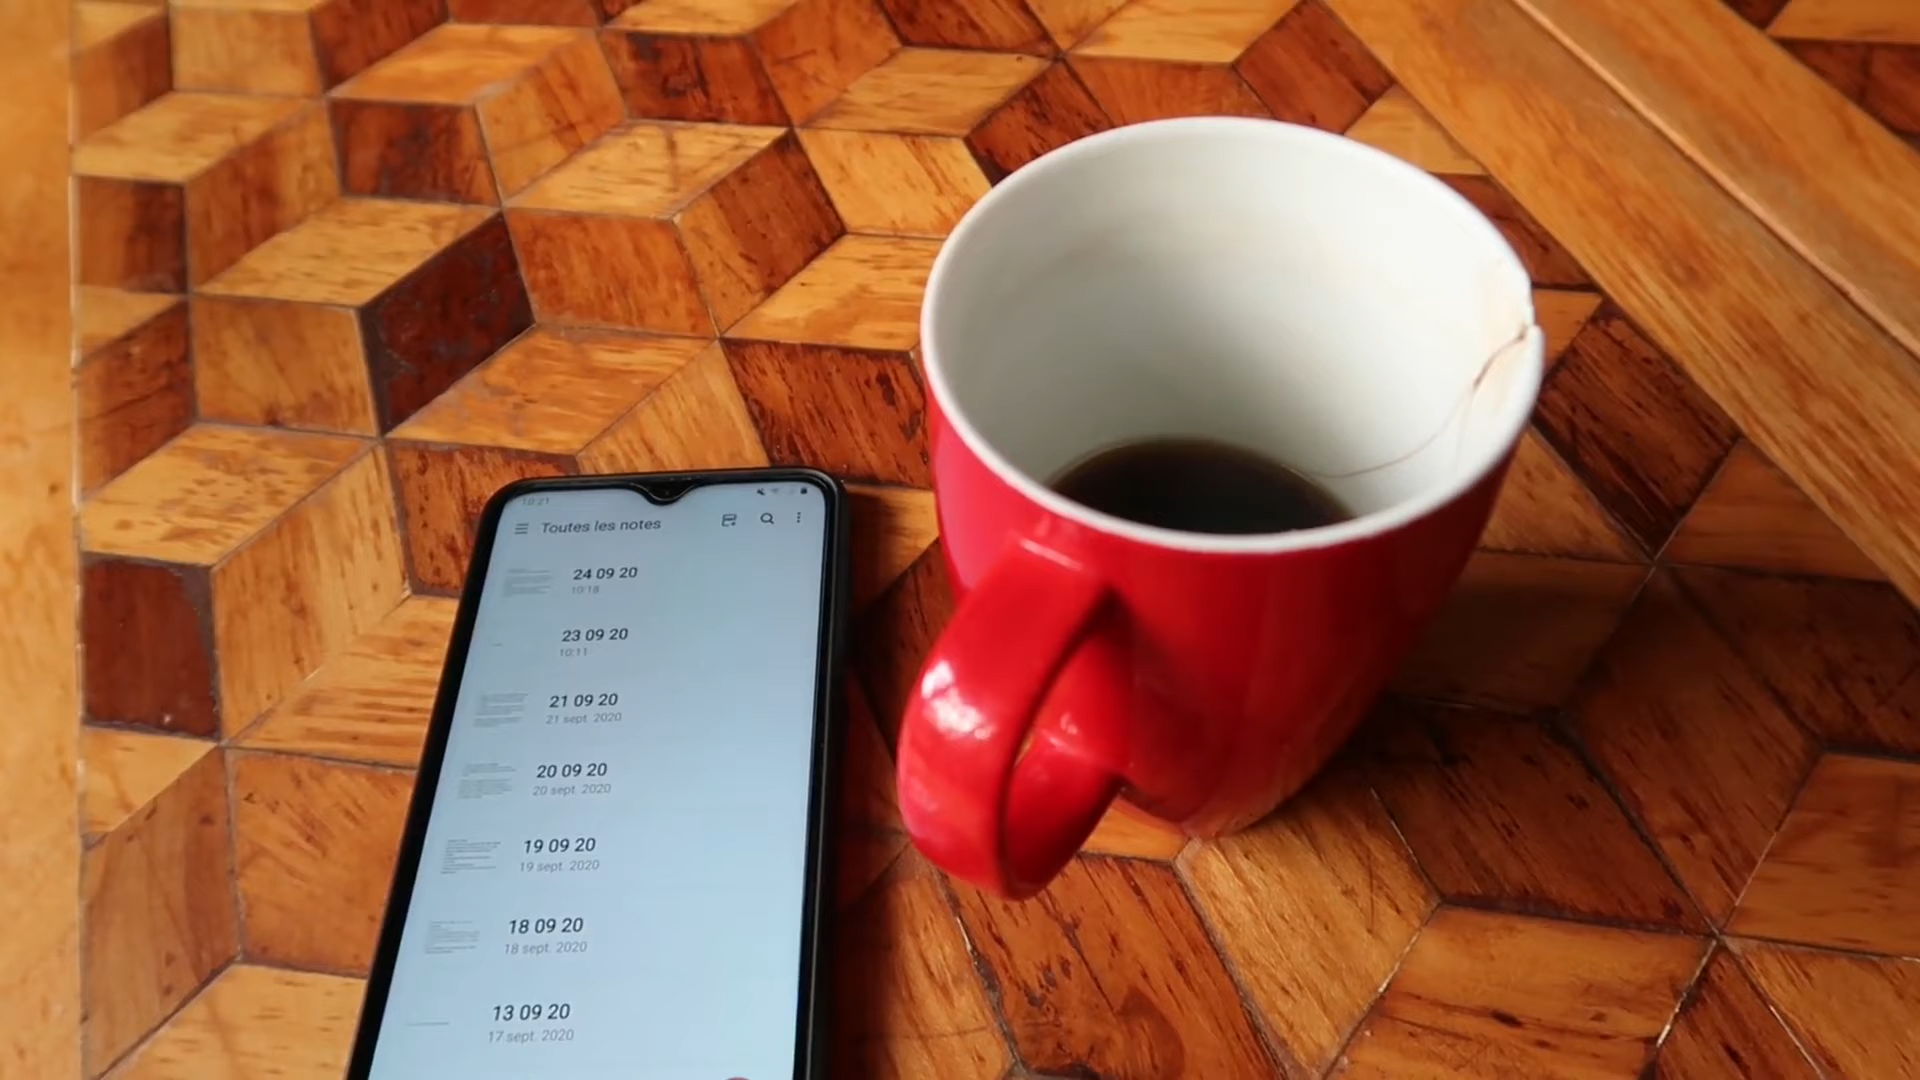 10:21
Toutes les notes
24 09 20
10:18
23 09 20
10:11
21 09 20
21 sept. 2020
20 09 20
20 sept. 2020
19 09 20
19 sept. 2020
18 09 20
18 sept. 2020
13 09 20
17 sept. 2020